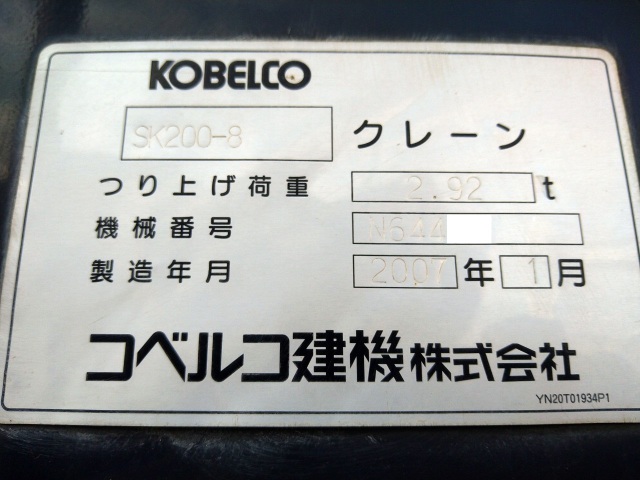 KOBELCO
SK200-8 クレーン
つり上げ荷重 2.92 t
機械番号 N644
製造年月 2007 年 1 月
コベルコ建機株式会社
YN20T01934P1